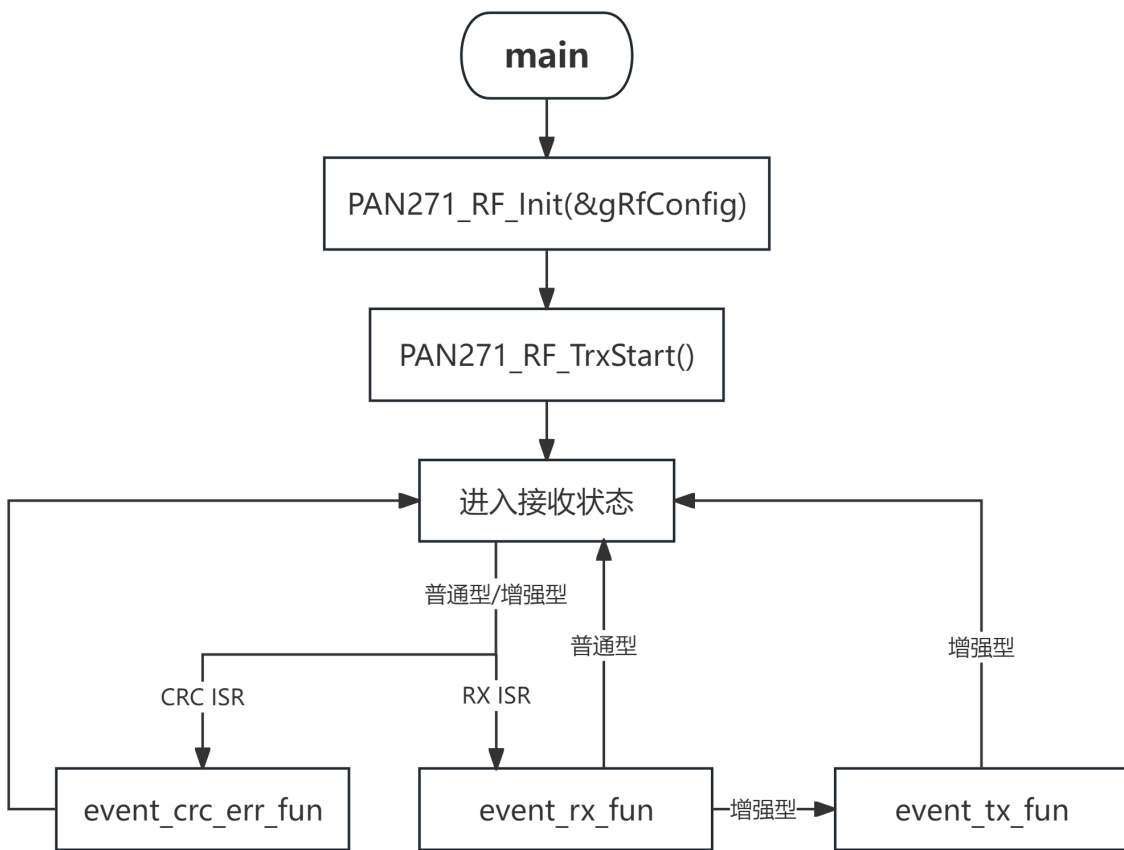 main
PAN271_RF_Init(&gRfConfig)
PAN271_RF_TrxStart()
进入接收状态
普通型/增强型
普通型
增强型
CRC ISR
RX ISR
event_crc_err_fun
event_rx_fun
增强型
event_tx_fun